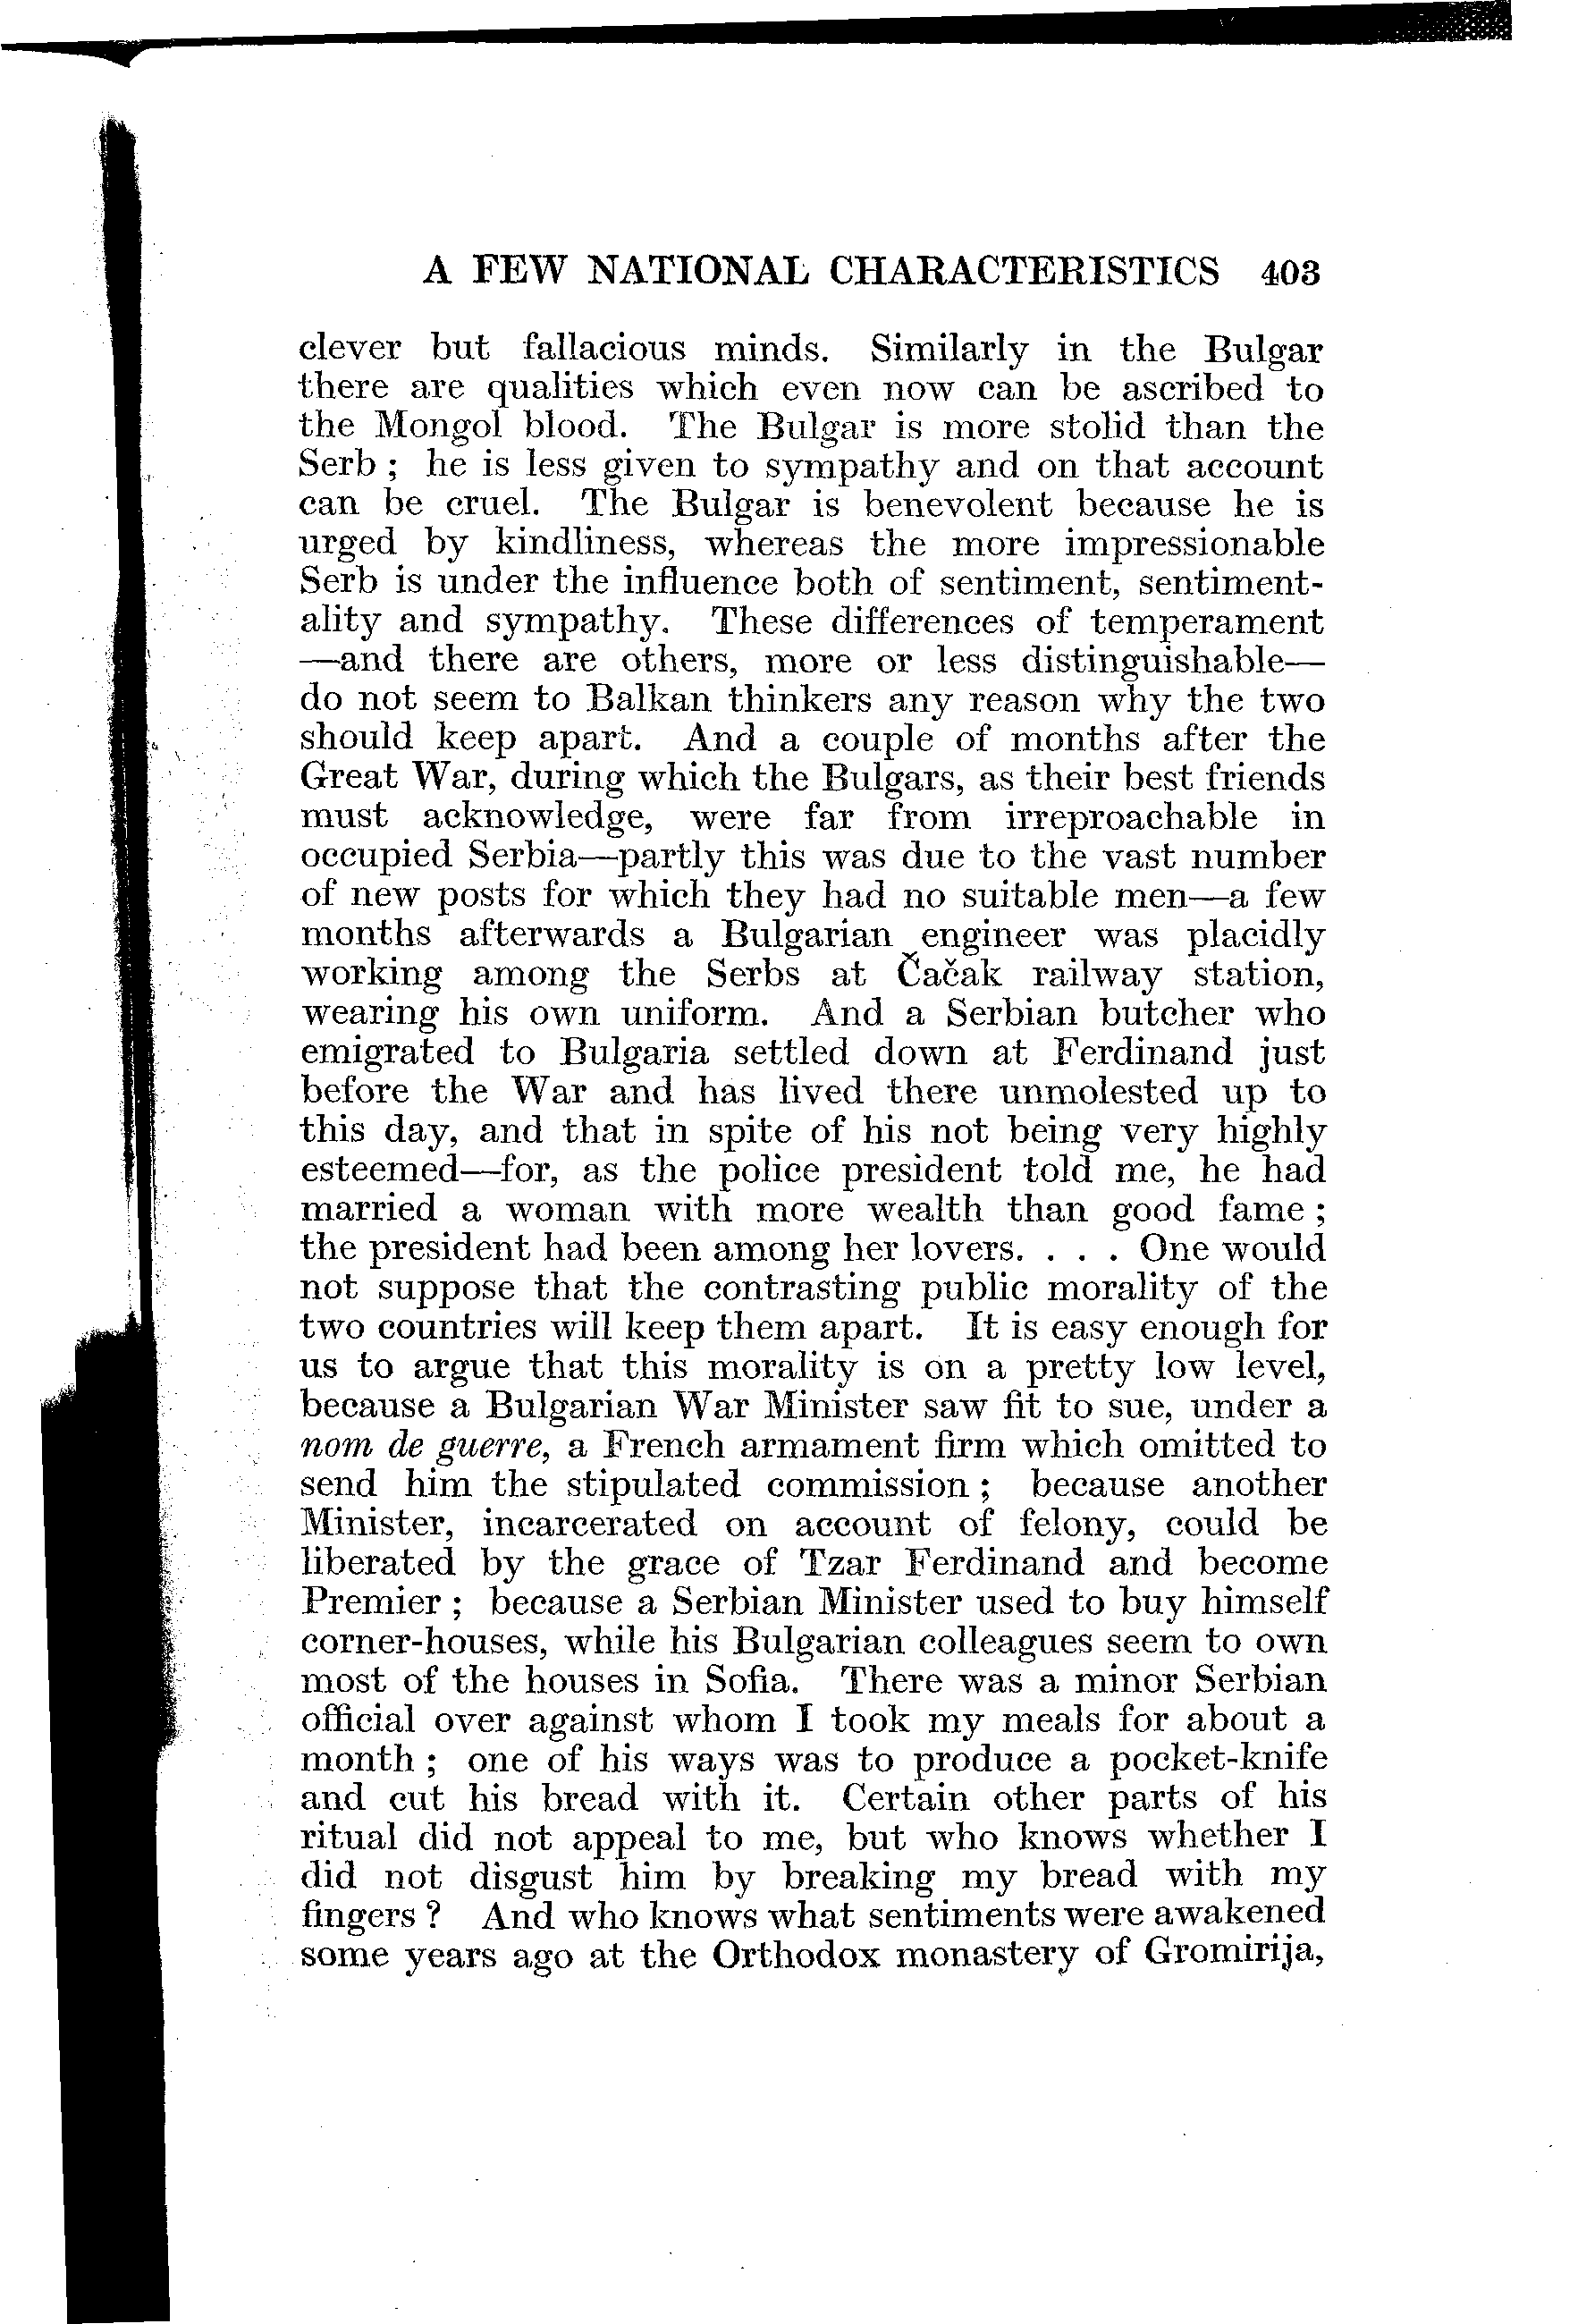 A FEW NATIONAL CHARACTERISTICS 403
clever but fallacious minds. Similarly in the Bulgar
there are qualities which even now can be ascribed to
the Mongol blood. The Bulgar is more stolid than the
Serb ; he is less given to sympathy and on that account
can be cruel. The Bulgar is benevolent because he is
urged by kindliness, whereas the more impressionable
Serb is under the influence both of sentiment, sentiment-
ality and sympathy. These differences of temperament
—and there are others, more or less distinguishable—
do not seem to Balkan thinkers any reason why the two
should keep apart. And a couple of months after the
Great War, during which the Bulgars, as their best friends
must acknowledge, were far from irreproachable in
occupied Serbia—partly this was due to the vast number
of new posts for which they had no suitable men—a few
months afterwards a Bulgarian engineer was placidly
working among the Serbs at Čačak railway station,
wearing his own uniform. And a Serbian butcher who
emigrated to Bulgaria settled down at Ferdinand just
before the War and has lived there unmolested up to
this day, and that in spite of his not being very highly
esteemed—for, as the police president told me, he had
married a woman with more wealth than good fame ;
the president had been among her lovers. . . . One would
not suppose that the contrasting public morality of the
two countries will keep them apart. It is easy enough for
us to argue that this morality is on a pretty low level,
because a Bulgarian War Minister saw fit to sue, under a
nom de guerre, a French armament firm which omitted to
send him the stipulated commission ; because another
Minister, incarcerated on account of felony, could be
liberated by the grace of Tzar Ferdinand and become
Premier ; because a Serbian Minister used to buy himself
corner-houses, while his Bulgarian colleagues seem to own
most of the houses in Sofia. There was a minor Serbian
official over against whom I took my meals for about a
month ; one of his ways was to produce a pocket-knife
and cut his bread with it. Certain other parts of his
ritual did not appeal to me, but who knows whether I
did not disgust him by breaking my bread with my
fingers ? And who knows what sentiments were awakened
some years ago at the Orthodox monastery of Gromirija,